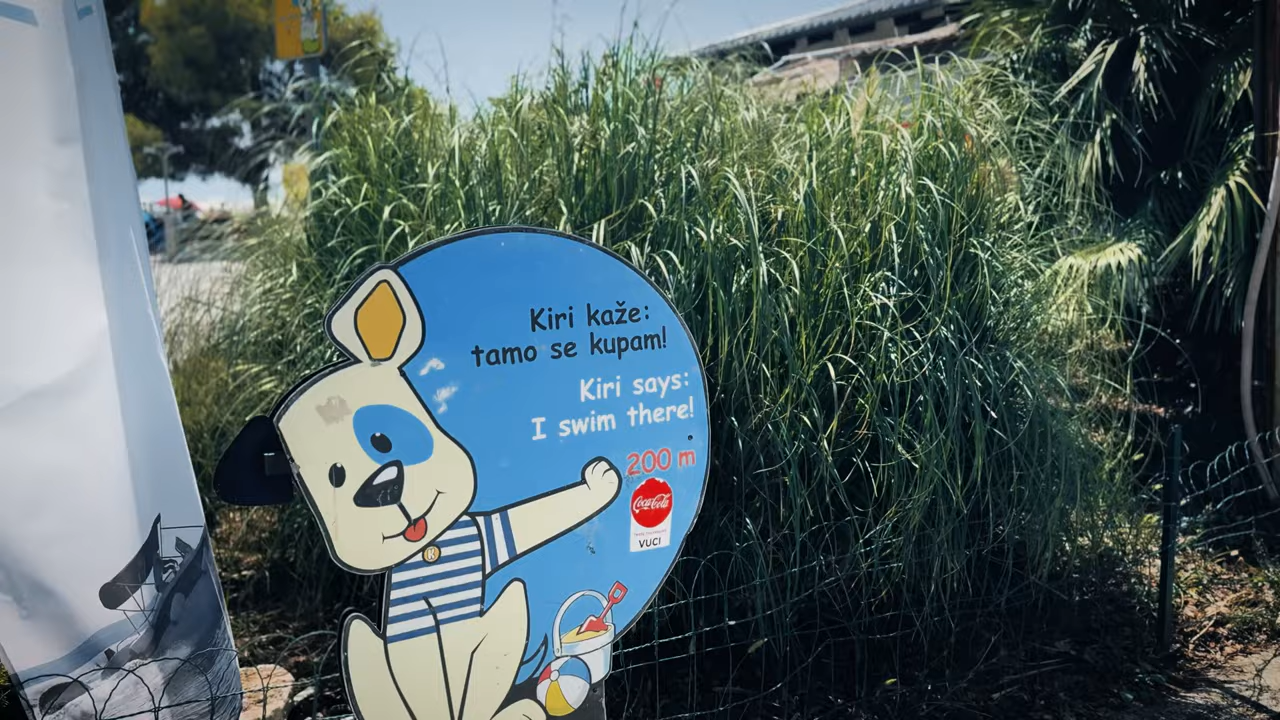 Kiri kaže:
tamo se kupam!
Kiri says:
I swim there!
200 m
Coca-Cola
VUCI
K